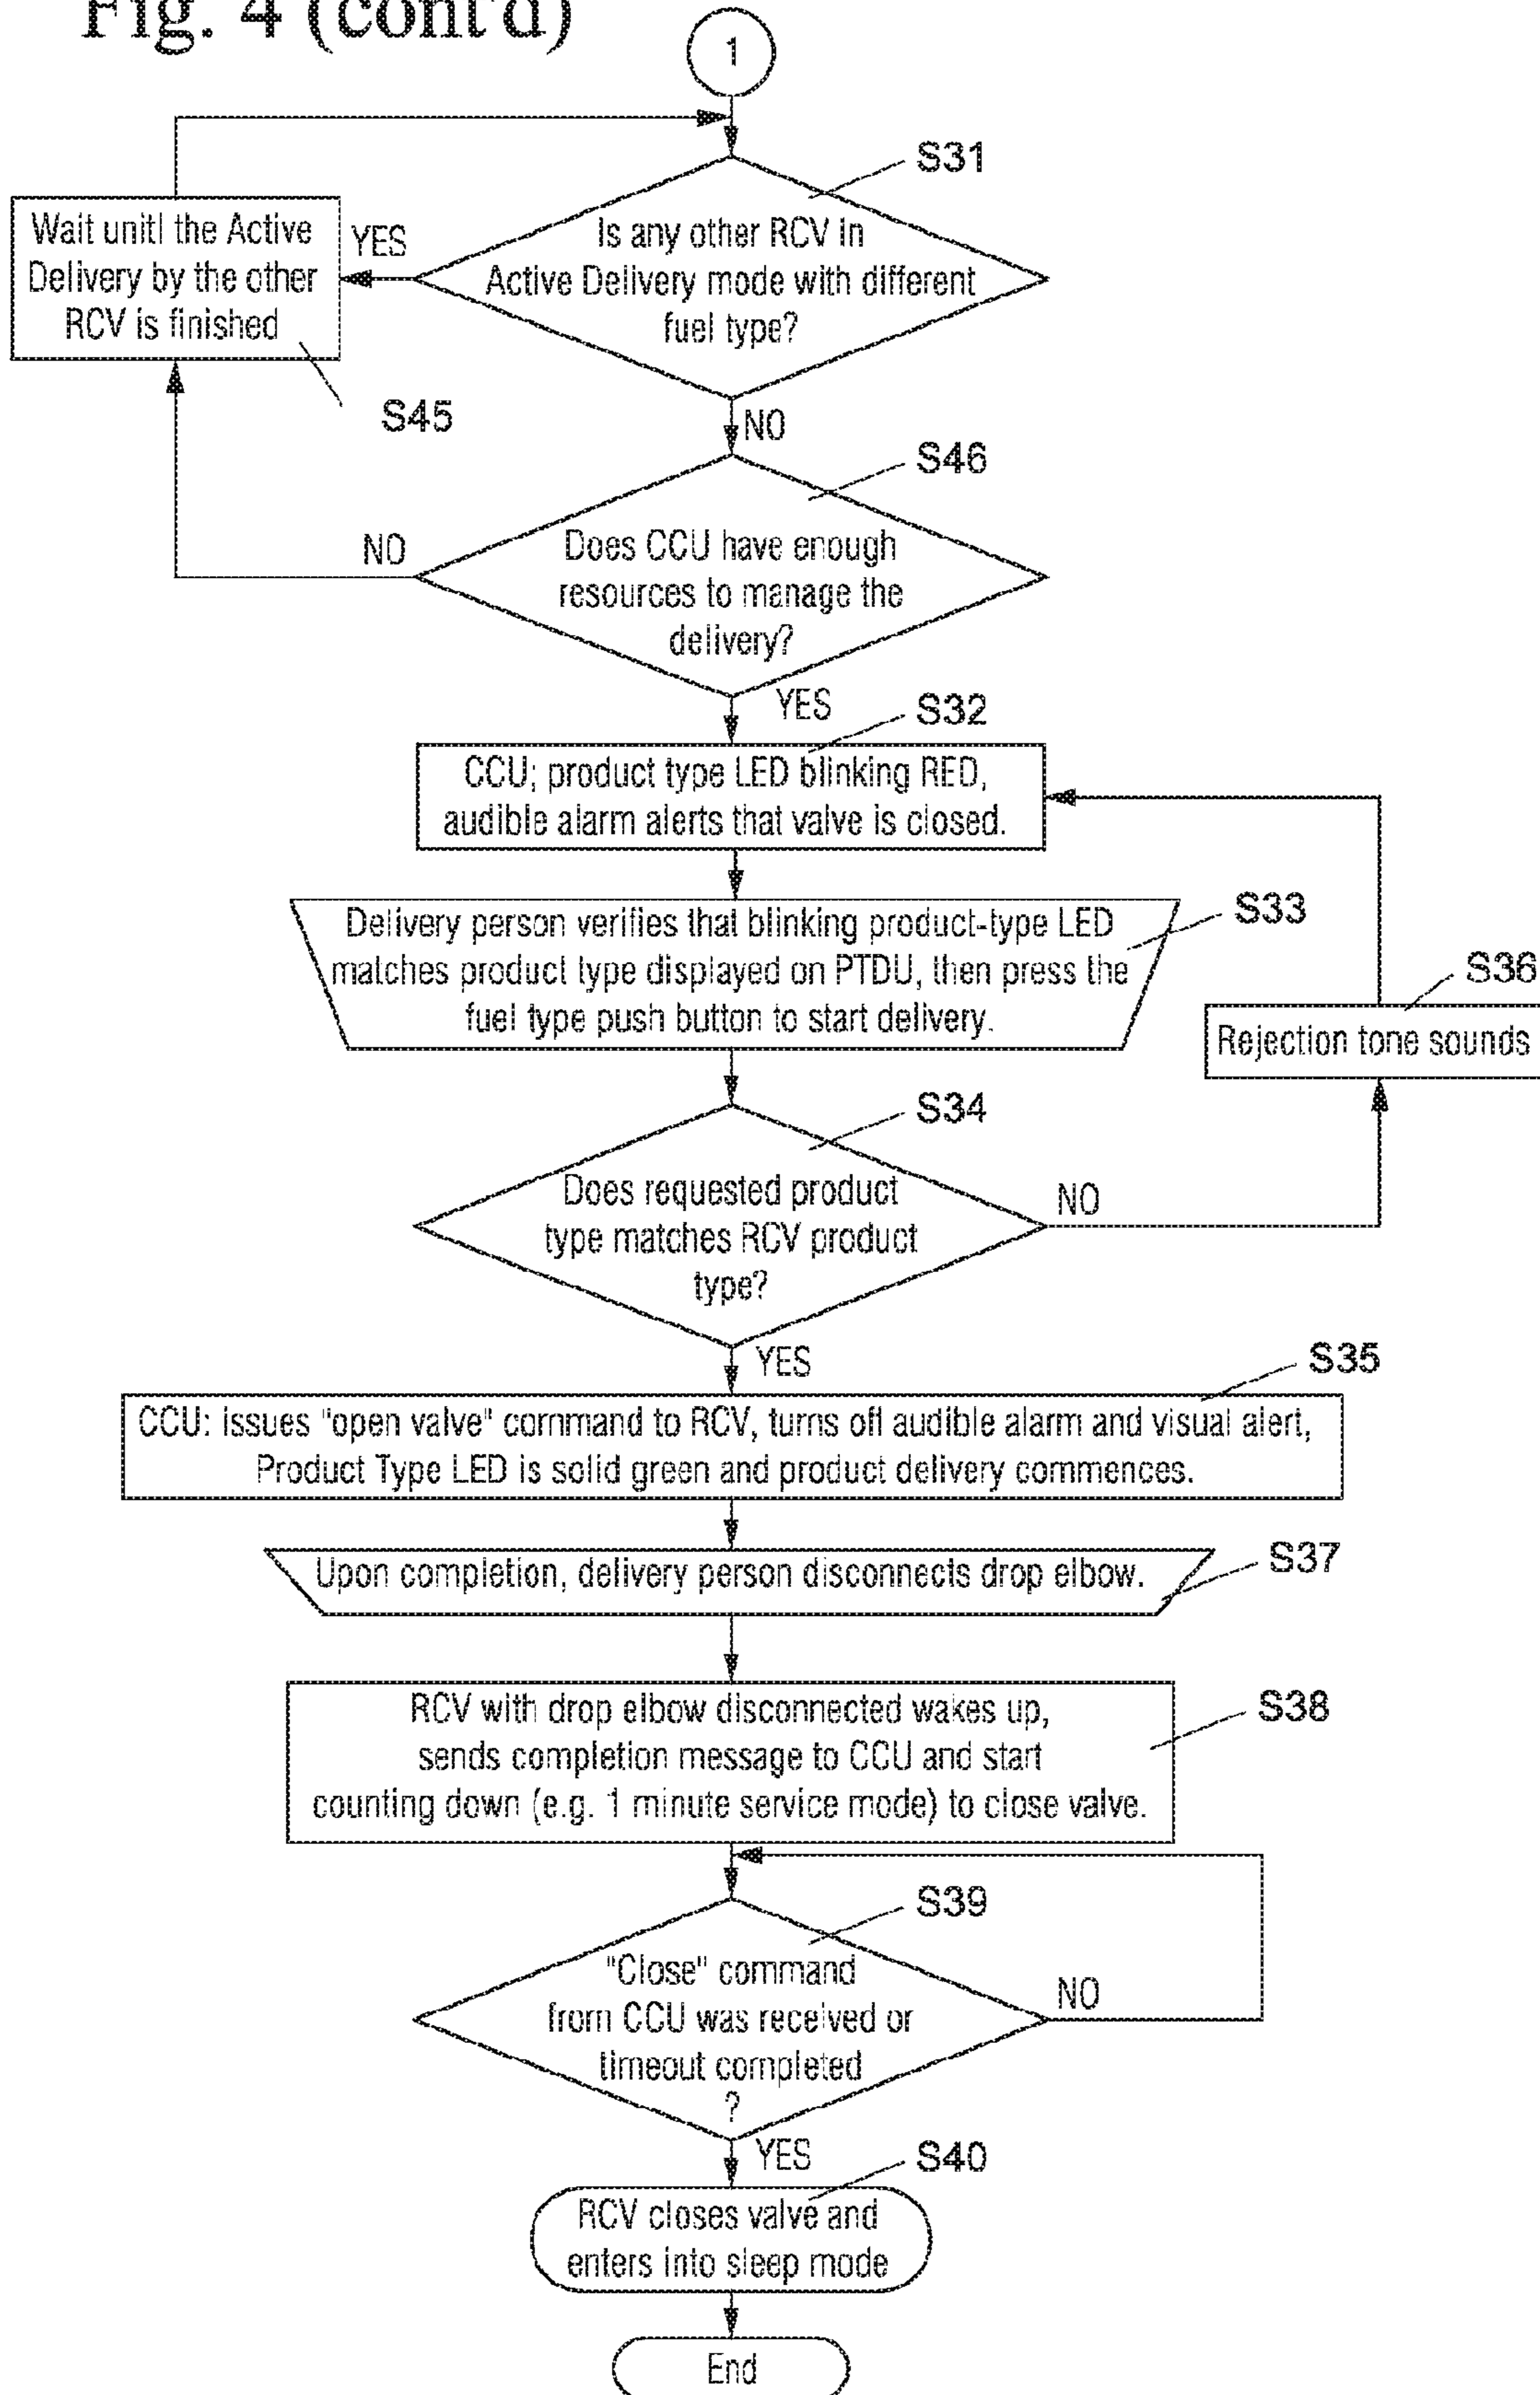 Fig. 4 (cont'd)
1
S31
Is any other RCV in
Active Delivery mode with different
fuel type?
YES
Wait unitl the Active
Delivery by the other
RCV is finished
S45
NO
S46
Does CCU have enough
resources to manage the
delivery?
NO
YES
S32
CCU; product type LED blinking RED,
audible alarm alerts that valve is closed.
S33
Delivery person verifies that blinking product-type LED
matches product type displayed on PTDU, then press the
fuel type push button to start delivery.
S36
Rejection tone sounds
S34
Does requested product
type matches RCV product
type?
NO
YES
S35
CCU: issues "open valve" command to RCV, turns off audible alarm and visual alert,
Product Type LED is solid green and product delivery commences.
Upon completion, delivery person disconnects drop elbow.
S37
RCV with drop elbow disconnected wakes up,
sends completion message to CCU and start
counting down (e.g. 1 minute service mode) to close valve.
S38
S39
"Close" command
from CCU was received or
timeout completed
?
NO
YES
S40
RCV closes valve and
enters into sleep mode
End